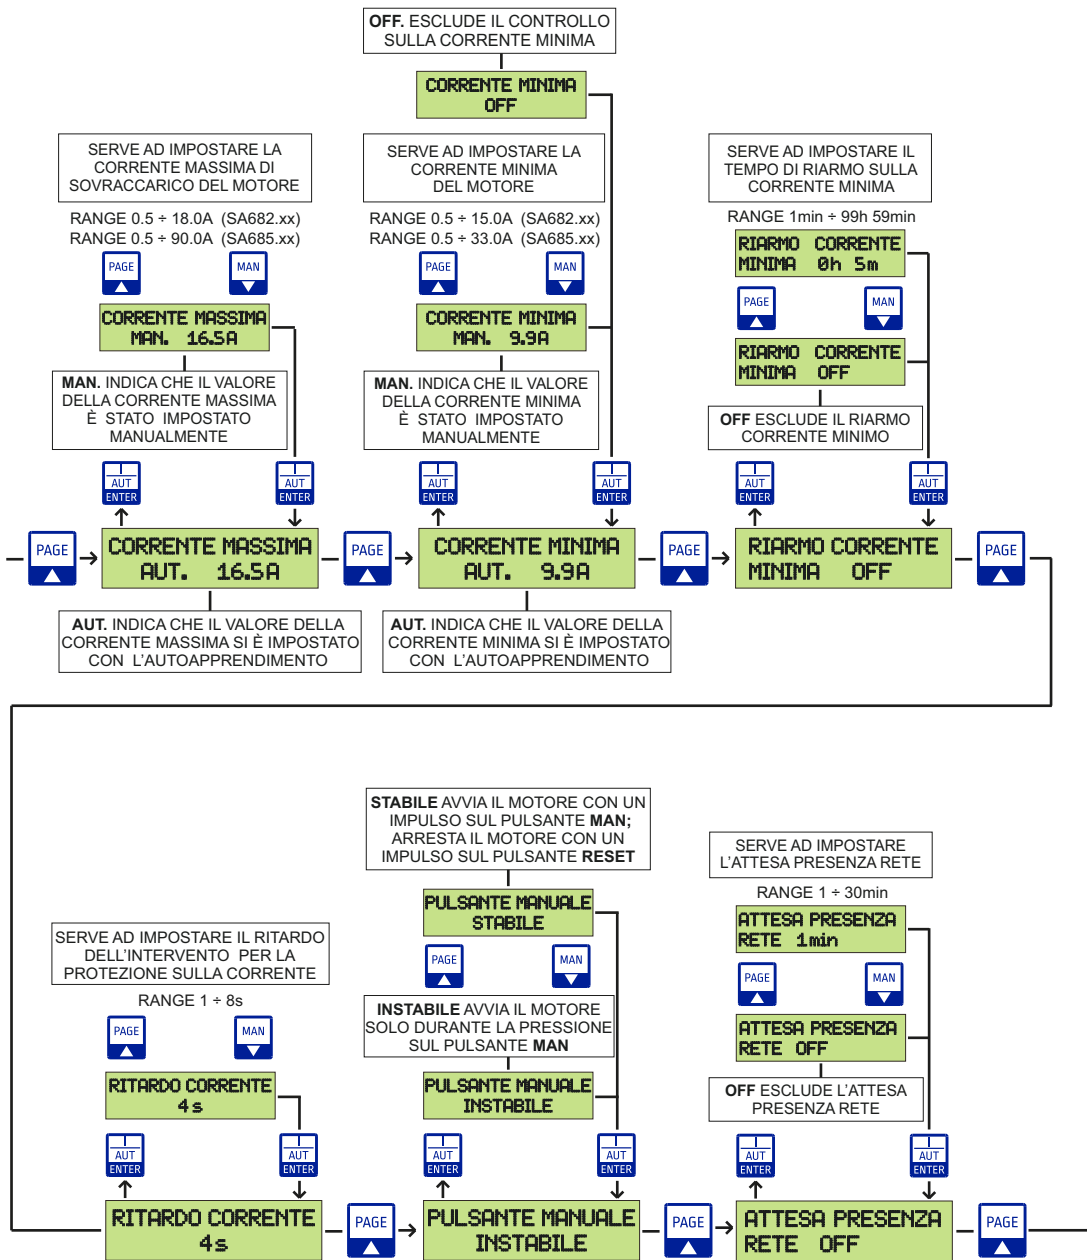 OFF. ESCLUDE IL CONTROLLO
SULLA CORRENTE MINIMA
CORRENTE MINIMA
OFF
SERVE AD IMPOSTARE LA
CORRENTE MASSIMA DI
SOVRACCARICO DEL MOTORE
RANGE 0.5 ÷ 18.0A (SA682.xx)
RANGE 0.5 ÷ 90.0A (SA685.xx)
PAGE
MAN
CORRENTE MASSIMA
MAN. 16.5A
MAN. INDICA CHE IL VALORE
DELLA CORRENTE MASSIMA
È STATO IMPOSTATO
MANUALMENTE
AUT
ENTER
AUT
ENTER
SERVE AD IMPOSTARE LA
CORRENTE MINIMA
DEL MOTORE
RANGE 0.5 ÷ 15.0A (SA682.xx)
RANGE 0.5 ÷ 33.0A (SA685.xx)
PAGE
MAN
CORRENTE MINIMA
MAN. 9.9A
MAN. INDICA CHE IL VALORE
DELLA CORRENTE MINIMA
È STATO IMPOSTATO
MANUALMENTE
AUT
ENTER
AUT
ENTER
SERVE AD IMPOSTARE IL
TEMPO DI RIARMO SULLA
CORRENTE MINIMA
RANGE 1min ÷ 99h 59min
RIARMO CORRENTE
MINIMA 0h 5m
PAGE
MAN
RIARMO CORRENTE
MINIMA OFF
OFF ESCLUDE IL RIARMO
CORRENTE MINIMO
AUT
ENTER
AUT
ENTER
PAGE
CORRENTE MASSIMA
AUT. 16.5A
PAGE
CORRENTE MINIMA
AUT. 9.9A
PAGE
RIARMO CORRENTE
MINIMA OFF
PAGE
AUT. INDICA CHE IL VALORE DELLA
CORRENTE MASSIMA SI È IMPOSTATO
CON L'AUTOAPPRENDIMENTO
AUT. INDICA CHE IL VALORE DELLA
CORRENTE MINIMA SI È IMPOSTATO
CON L'AUTOAPPRENDIMENTO
SERVE AD IMPOSTARE IL RITARDO
DELL'INTERVENTO PER LA
PROTEZIONE SULLA CORRENTE
RANGE 1 ÷ 8s
PAGE
MAN
RITARDO CORRENTE
4s
AUT
ENTER
AUT
ENTER
STABILE AVVIA IL MOTORE CON UN
IMPULSO SUL PULSANTE MAN;
ARRESTA IL MOTORE CON UN
IMPULSO SUL PULSANTE RESET
PULSANTE MANUALE
STABILE
PAGE
MAN
INSTABILE AVVIA IL MOTORE
SOLO DURANTE LA PRESSIONE
SUL PULSANTE MAN
PULSANTE MANUALE
INSTABILE
AUT
ENTER
AUT
ENTER
SERVE AD IMPOSTARE
L'ATTESA PRESENZA RETE
RANGE 1 ÷ 30min
ATTESA PRESENZA
RETE 1min
PAGE
MAN
ATTESA PRESENZA
RETE OFF
OFF ESCLUDE L'ATTESA
PRESENZA RETE
AUT
ENTER
AUT
ENTER
RITARDO CORRENTE
4s
PAGE
PULSANTE MANUALE
INSTABILE
PAGE
ATTESA PRESENZA
RETE OFF
PAGE